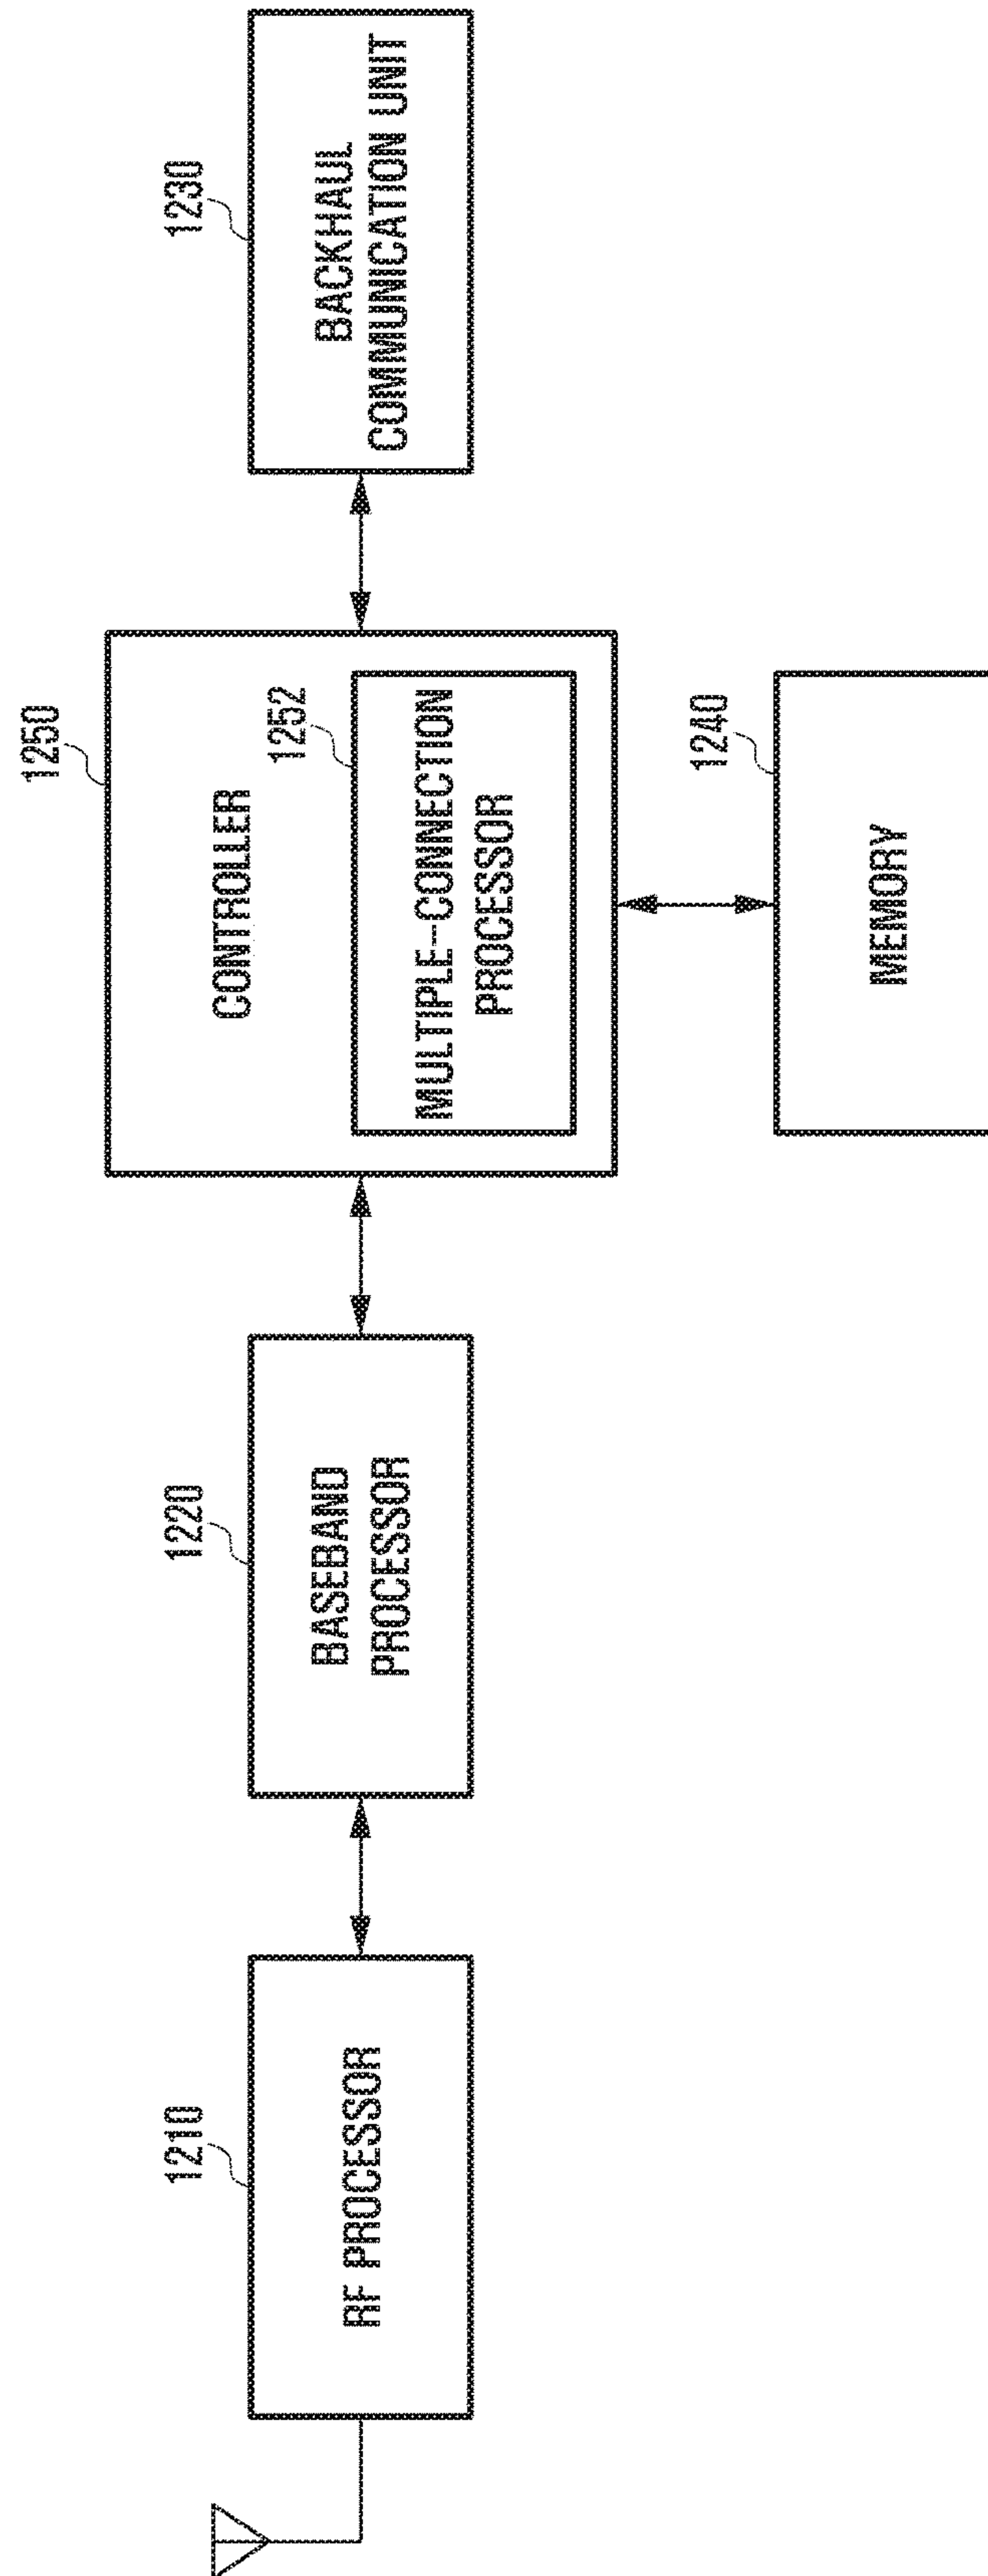 1210
RF PROCESSOR
1220
BASEBAND
PROCESSOR
1250
CONTROLLER
1252
MULTIPLE-CONNECTION
PROCESSOR
1230
BACKHAUL
COMMUNICATION UNIT
1240
MEMORY